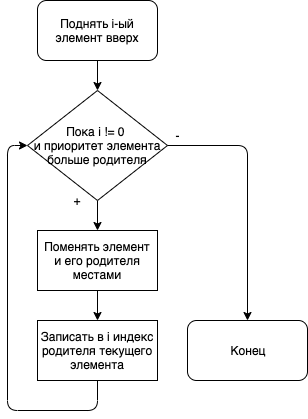 Поднять i-ый
элемент вверх
Пока i != 0
и приоритет элемента
больше родителя
-
+
Поменять элемент
и его родителя
местами
Записать в i индекс
родителя текущего
элемента
Конец